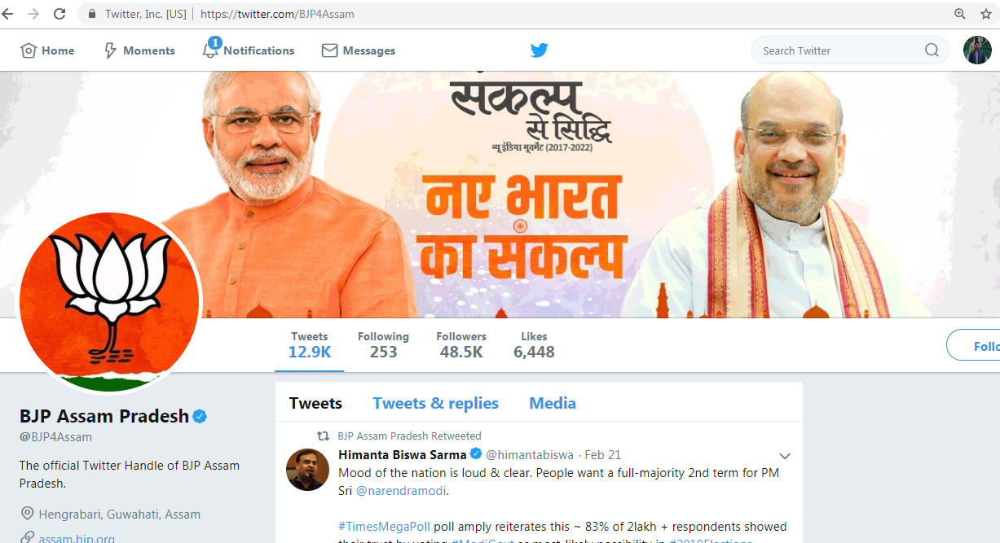 Twitter, Inc. [US] | https://twitter.com/BJP4Assam
Home
Moments
1
Notifications
Messages
Search Twitter
संकल्प
से सिद्धि
न्यू इंडिया मूवमेंट (2017-2022)
नए भारत
का संकल्प
Tweets
12.9K
Following
253
Followers
48.5K
Likes
6,448
BJP Assam Pradesh
@BJP4Assam
The official Twitter Handle of BJP Assam
Pradesh.
Hengrabari, Guwahati, Assam
assam.bjp.org
Tweets
Tweets & replies
Media
BJP Assam Pradesh Retweeted
Himanta Biswa Sarma @himantabiswa · Feb 21
Mood of the nation is loud & clear. People want a full-majority 2nd term for PM
Sri @narendramodi.
#TimesMegaPoll poll amply reiterates this ~ 83% of 2lakh + respondents showed
their trust by voting #ModiGovt as most-likely possibility in #2019Elections